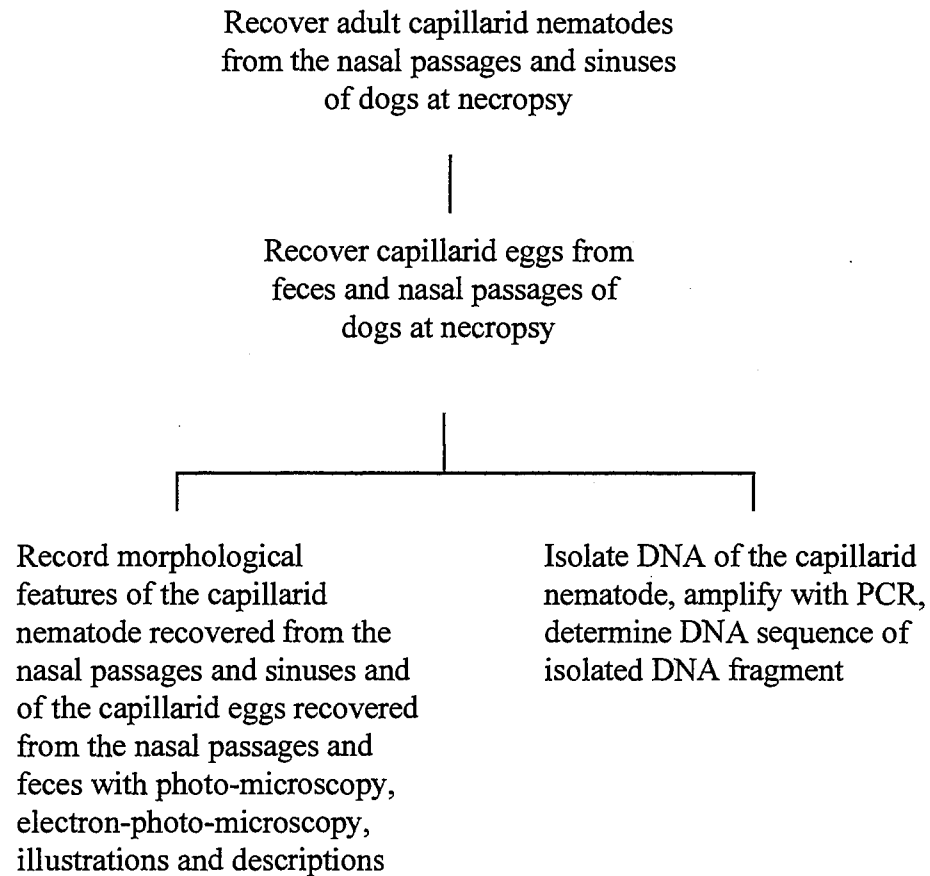 Recover adult capillarid nematodes
from the nasal passages and sinuses
of dogs at necropsy
Recover capillarid eggs from
feces and nasal passages of
dogs at necropsy
Record morphological
features of the capillarid
nematode recovered from the
nasal passages and sinuses and
of the capillarid eggs recovered
from the nasal passages and
feces with photo-microscopy,
electron-photo-microscopy,
illustrations and descriptions
Isolate DNA of the capillarid
nematode, amplify with PCR,
determine DNA sequence of
isolated DNA fragment